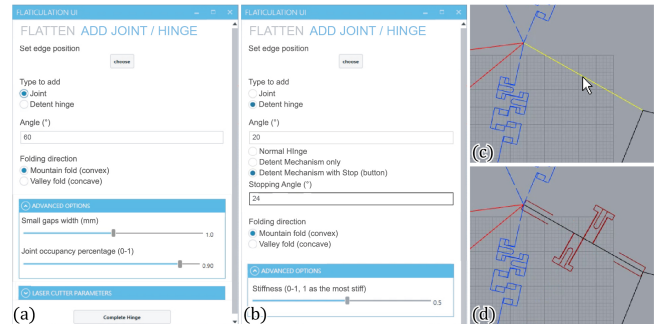 FLATICULATION UI
FLATTEN ADD JOINT / HINGE
Set edge position
choose
Type to add
Joint
Detent hinge
Angle (°)
60
Folding direction
Mountain fold (convex)
Valley fold (concave)
ADVANCED OPTIONS
Small gaps width (mm)
1.0
Joint occupancy percentage (0-1)
0.90
LASER CUTTER PARAMETERS
Complete Hinge
(a)
FLATICULATION UI
FLATTEN ADD JOINT / HINGE
Set edge position
choose
Type to add
Joint
Detent hinge
Angle (°)
20
Normal HInge
Detent Mechanism only
Detent Mechanism with Stop (button)
Stopping Angle (°)
24
Folding direction
Mountain fold (convex)
Valley fold (concave)
ADVANCED OPTIONS
Stiffness (0-1, 1 as the most stiff)
0.5
(b)
(c)
(d)